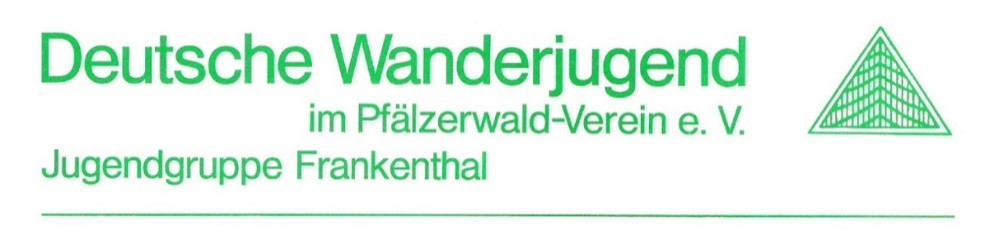 Deutsche Wanderjugend
im Pfälzerwald-Verein e. V.
Jugendgruppe Frankenthal